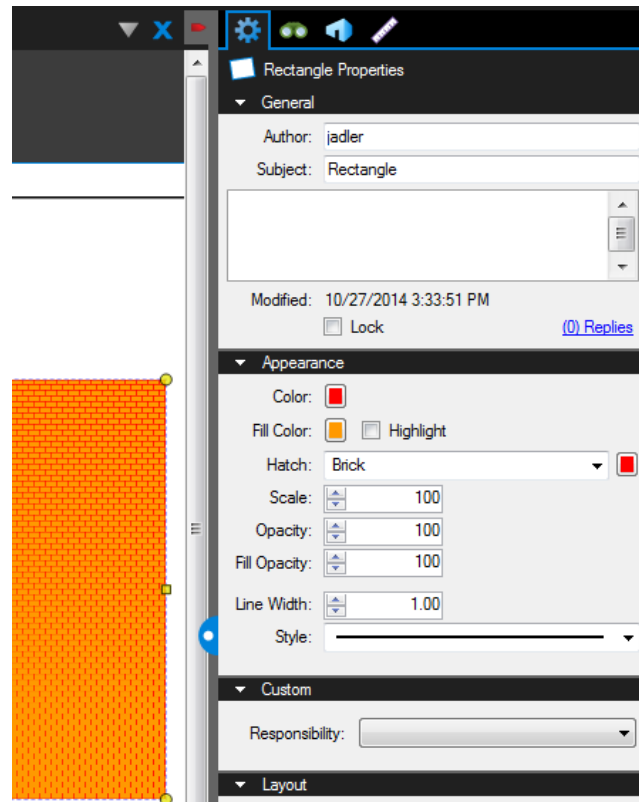 Rectangle Properties
General
Author: jadler
Subject: Rectangle
Modified: 10/27/2014 3:33:51 PM
Lock (0) Replies
Appearance
Color:
Fill Color: Highlight
Hatch: Brick
Scale: 100
Opacity: 100
Fill Opacity: 100
Line Width: 1.00
Style:
Custom
Responsibility:
Layout